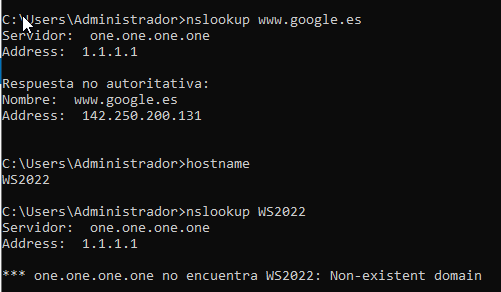 C:\Users\Administrador>nslookup www.google.es
Servidor:  one.one.one.one
Address:  1.1.1.1
Respuesta no autoritativa:
Nombre:  www.google.es
Address:  142.250.200.131
C:\Users\Administrador>hostname
WS2022
C:\Users\Administrador>nslookup WS2022
Servidor:  one.one.one.one
Address:  1.1.1.1
*** one.one.one.one no encuentra WS2022: Non-existent domain